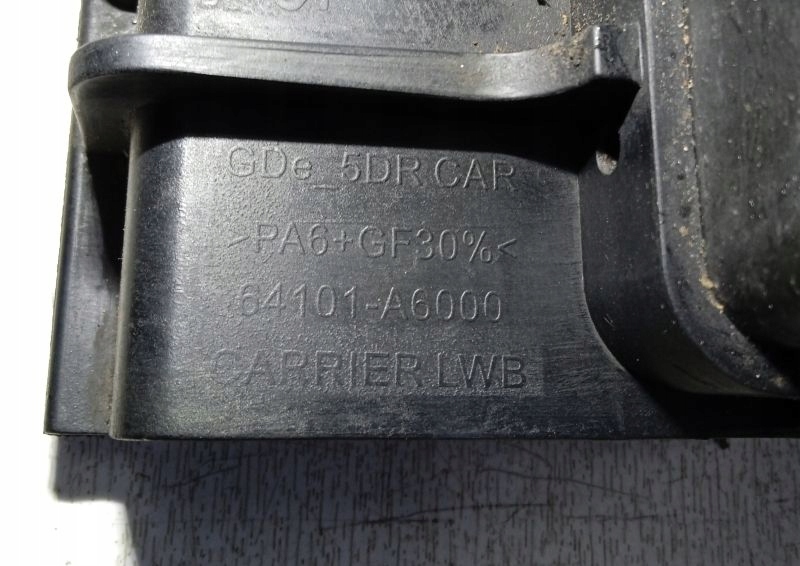 GDe_5DR CAR
>PA6+GF30%<
64101-A6000
CARRIER LWB